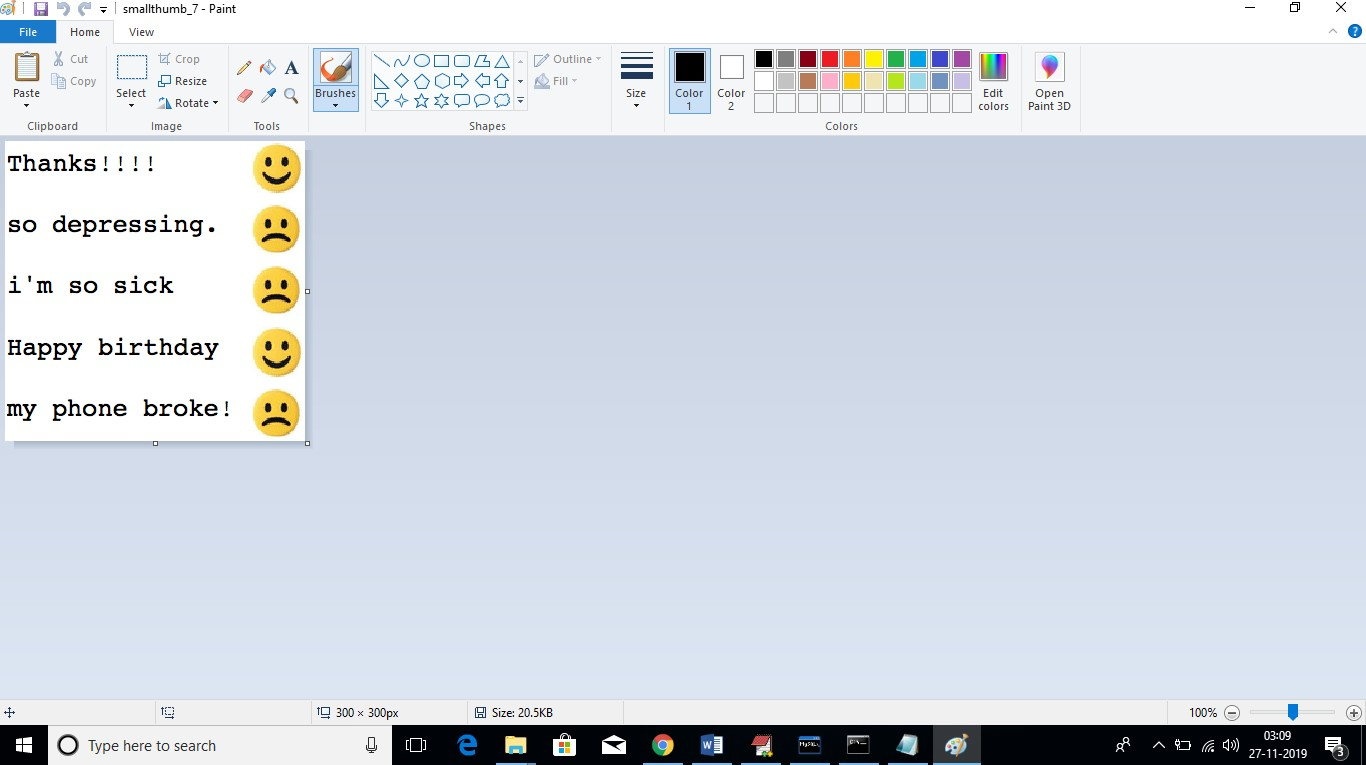 smallthumb_7 - Paint
File Home View
Paste Cut Copy
Clipboard
Select Crop Resize Rotate
Image
A
Tools
Brushes
Outline Fill
Shapes
Size
Color 1
Color 2
Edit colors
Colors
Open Paint 3D
Thanks!!!!
so depressing.
i'm so sick
Happy birthday
my phone broke!
300 × 300px Size: 20.5KB 100%
Type here to search
MySQL
03:09
27-11-2019
3